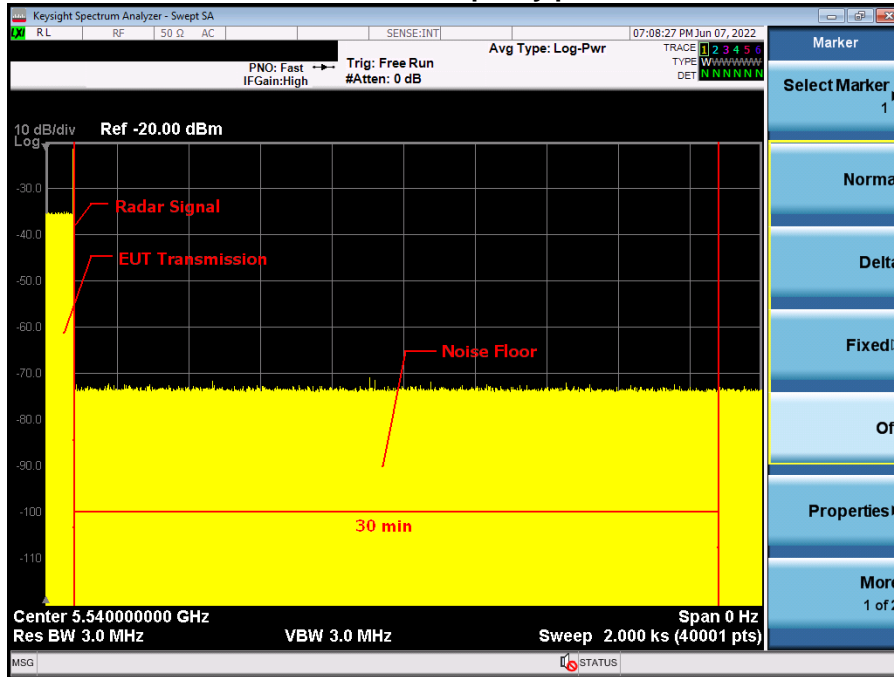 Keysight Spectrum Analyzer - Swept SA
LXI RL RF 50 Ω AC SENSE:INT 07:08:27 PM Jun 07, 2022
Avg Type: Log-Pwr TRACE 1 2 3 4 5 6
PNO: Fast Trig: Free Run TYPE WWWWWW
IFGain:High #Atten: 0 dB DET N N N N N N
10 dB/div Ref -20.00 dBm
Log
-30.0
Radar Signal
-40.0
EUT Transmission
-50.0
-60.0
Noise Floor
-70.0
-80.0
-90.0
-100
30 min
-110
Center 5.540000000 GHz Span 0 Hz
Res BW 3.0 MHz VBW 3.0 MHz Sweep 2.000 ks (40001 pts)
MSG STATUS
Marker
Select Marker
1
Norma
Delta
Fixed
Of
Properties
More
1 of 2